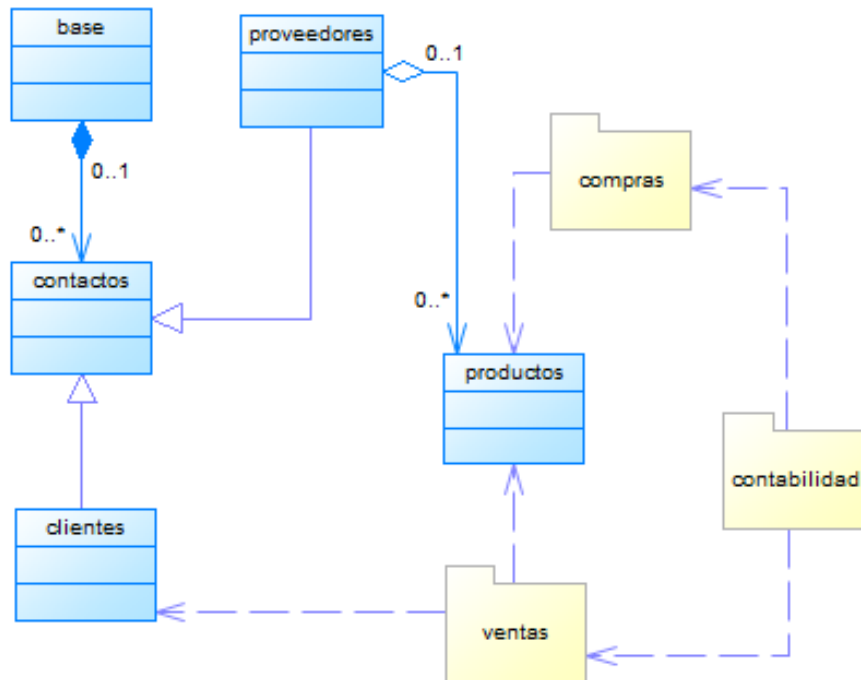 base
proveedores
0..1
0..1
compras
0..*
contactos
0..*
productos
contabilidad
clientes
ventas